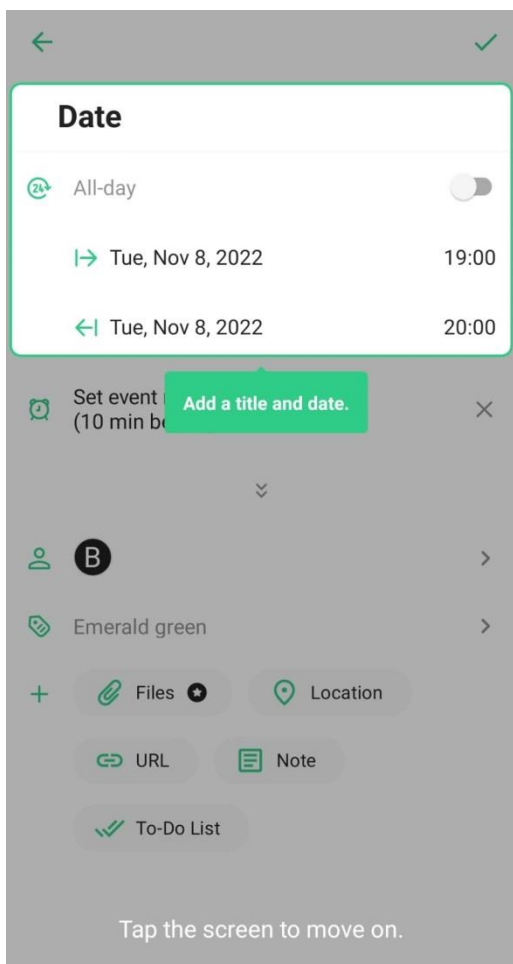 Date
24 All-day
Tue, Nov 8, 2022 19:00
Tue, Nov 8, 2022 20:00
Add a title and date.
Set event
(10 min
B
Emerald green
Files Location
URL Note
To-Do List
Tap the screen to move on.